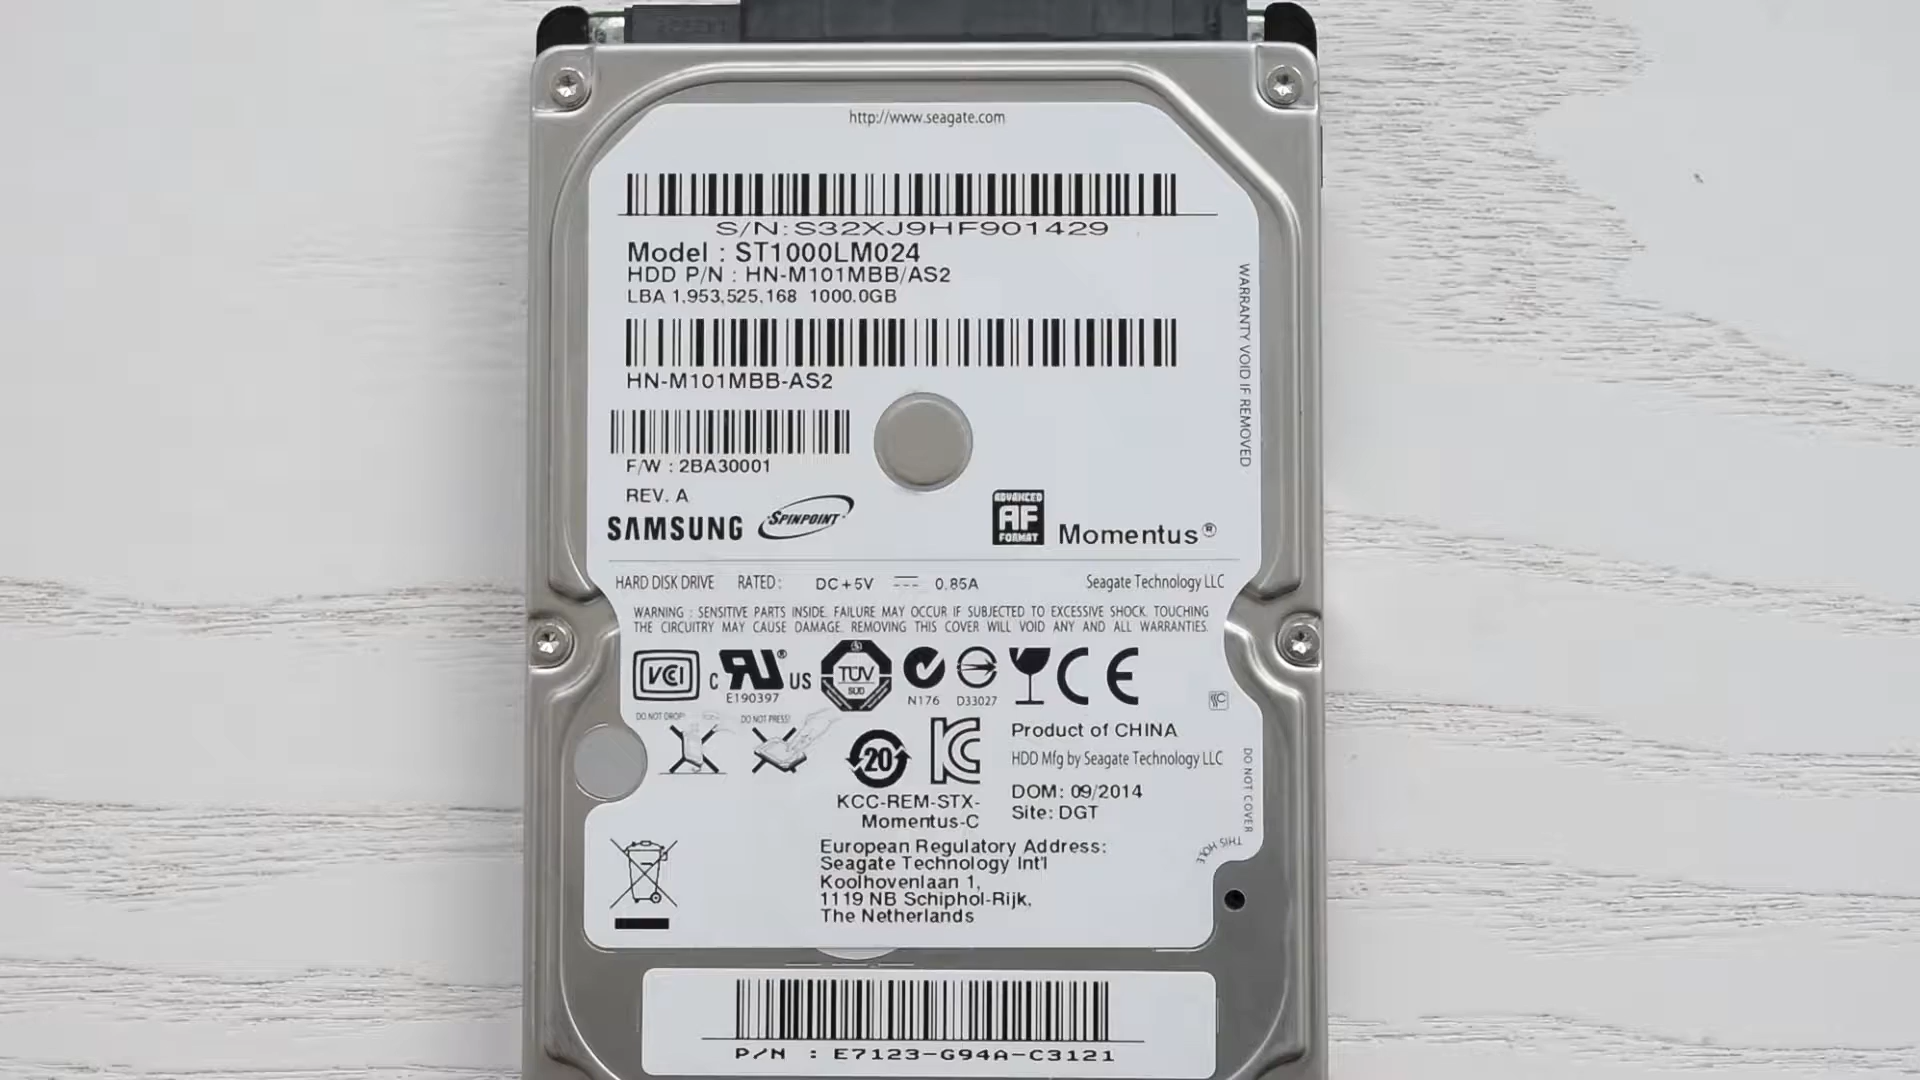 http://www.seagate.com
S/N:S32XJ9HF901429
Model : ST1000LM024
HDD P/N : HN-M101MBB/AS2
LBA 1,953,525,168 1000.0GB
WARRANTY VOID IF REMOVED
HN-M101MBB-AS2
F/W : 2BA30001
REV. A
SAMSUNG SPINPOINT
ADVANCED
AF
FORMAT
Momentus®
HARD DISK DRIVE RATED: DC+5V 0.85A Seagate Technology LLC
WARNING : SENSITIVE PARTS INSIDE. FAILURE MAY OCCUR IF SUBJECTED TO EXCESSIVE SHOCK. TOUCHING
THE CIRCUITRY MAY CAUSE DAMAGE. REMOVING THIS COVER WILL VOID ANY AND ALL WARRANTIES.
VCI
C RU® US
E190397
TÜV
SÜD
N176
D33027
CE
DO NOT DROP!
DO NOT PRESS!
20
KC
Product of CHINA
HDD Mfg by Seagate Technology LLC
KCC-REM-STX-
Momentus-C
DOM: 09/2014
Site: DGT
DO NOT COVER
THIS HOLE
European Regulatory Address:
Seagate Technology Int'l
Koolhovenlaan 1,
1119 NB Schiphol-Rijk,
The Netherlands
P/N : E7123-G94A-C3121